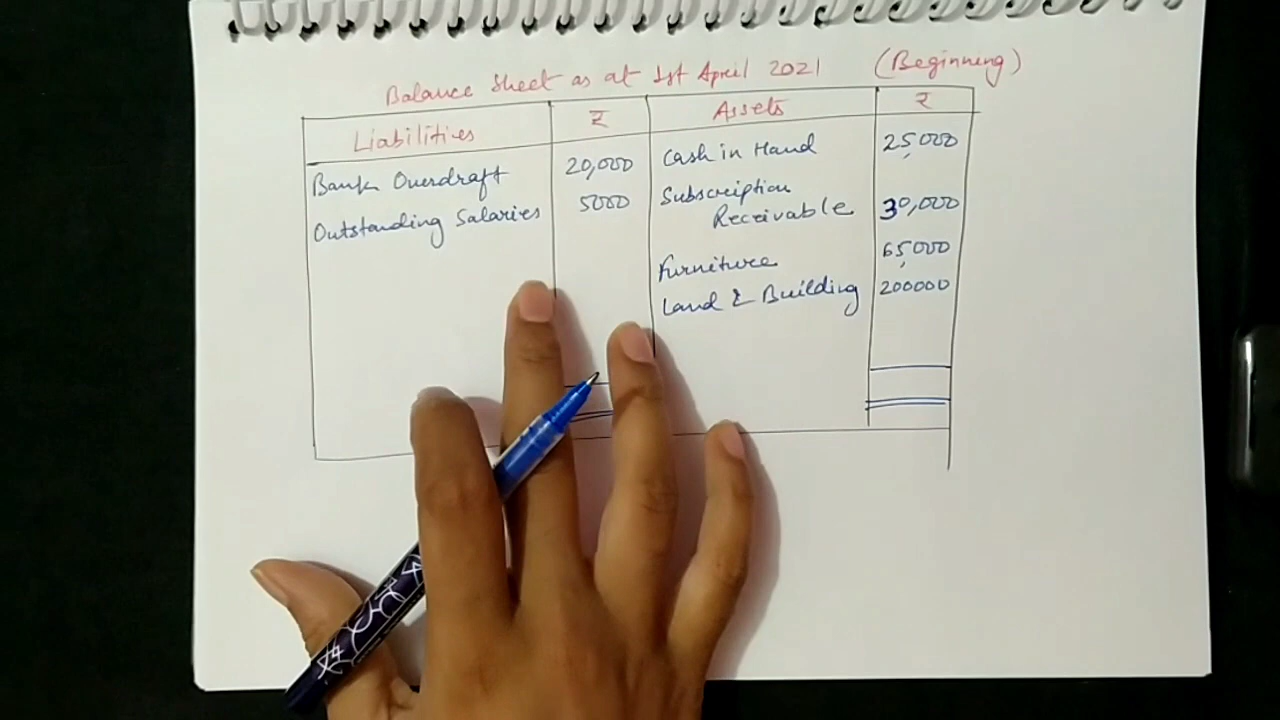 Balance Sheet as at 1st April 2021 (Beginning)
Liabilities ₹ Assets ₹
Bank Overdraft 20,000 Cash in Hand 25,000
Outstanding Salaries 5000 Subscription
Receivable 30,000
Furniture 65,000
Land & Building 200000